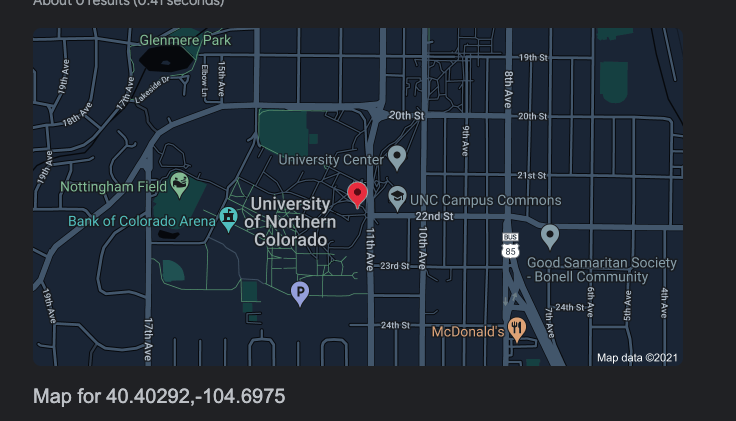 About 0 results (0.41 seconds)
Glenmere Park
19th Ave
17th Ave
Lakeside Dr
Elbow Ln
15th Ave
18th Ave
19th Ave
8th Ave
19th St
20th St
20th St
9th Ave
University Center
21st St
Nottingham Field
UNC Campus Commons
University
of Northern
Colorado
Bank of Colorado Arena
22nd St
11th Ave
10th Ave
BUS
85
Good Samaritan Society
- Bonell Community
23rd St
P
19th Ave
17th Ave
24th St
McDonald's
7th Ave
24th St
6th Ave
5th Ave
4th Ave
Map data ©2021
Map for 40.40292,-104.6975